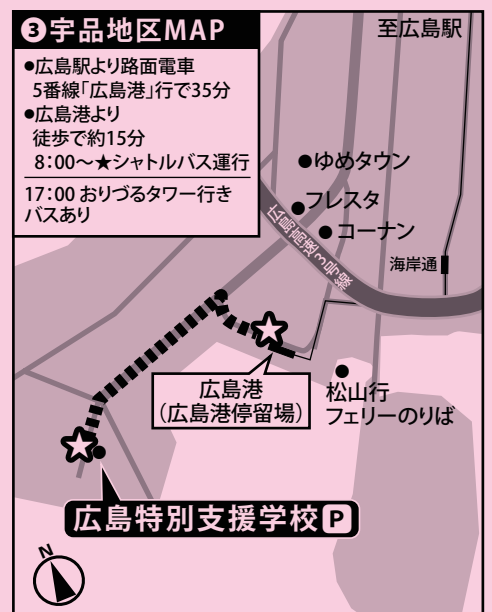 ❸宇品地区MAP
●広島駅より路面電車
5番線「広島港」行で35分
●広島港より
徒歩で約15分
8:00〜★シャトルバス運行
17:00 おりづるタワー行き
バスあり
至広島駅
●ゆめタウン
フレスタ
コーナン
広島高速3号線
海岸通
広島港
(広島港停留場)
松山行
フェリーのりば
広島特別支援学校P
N